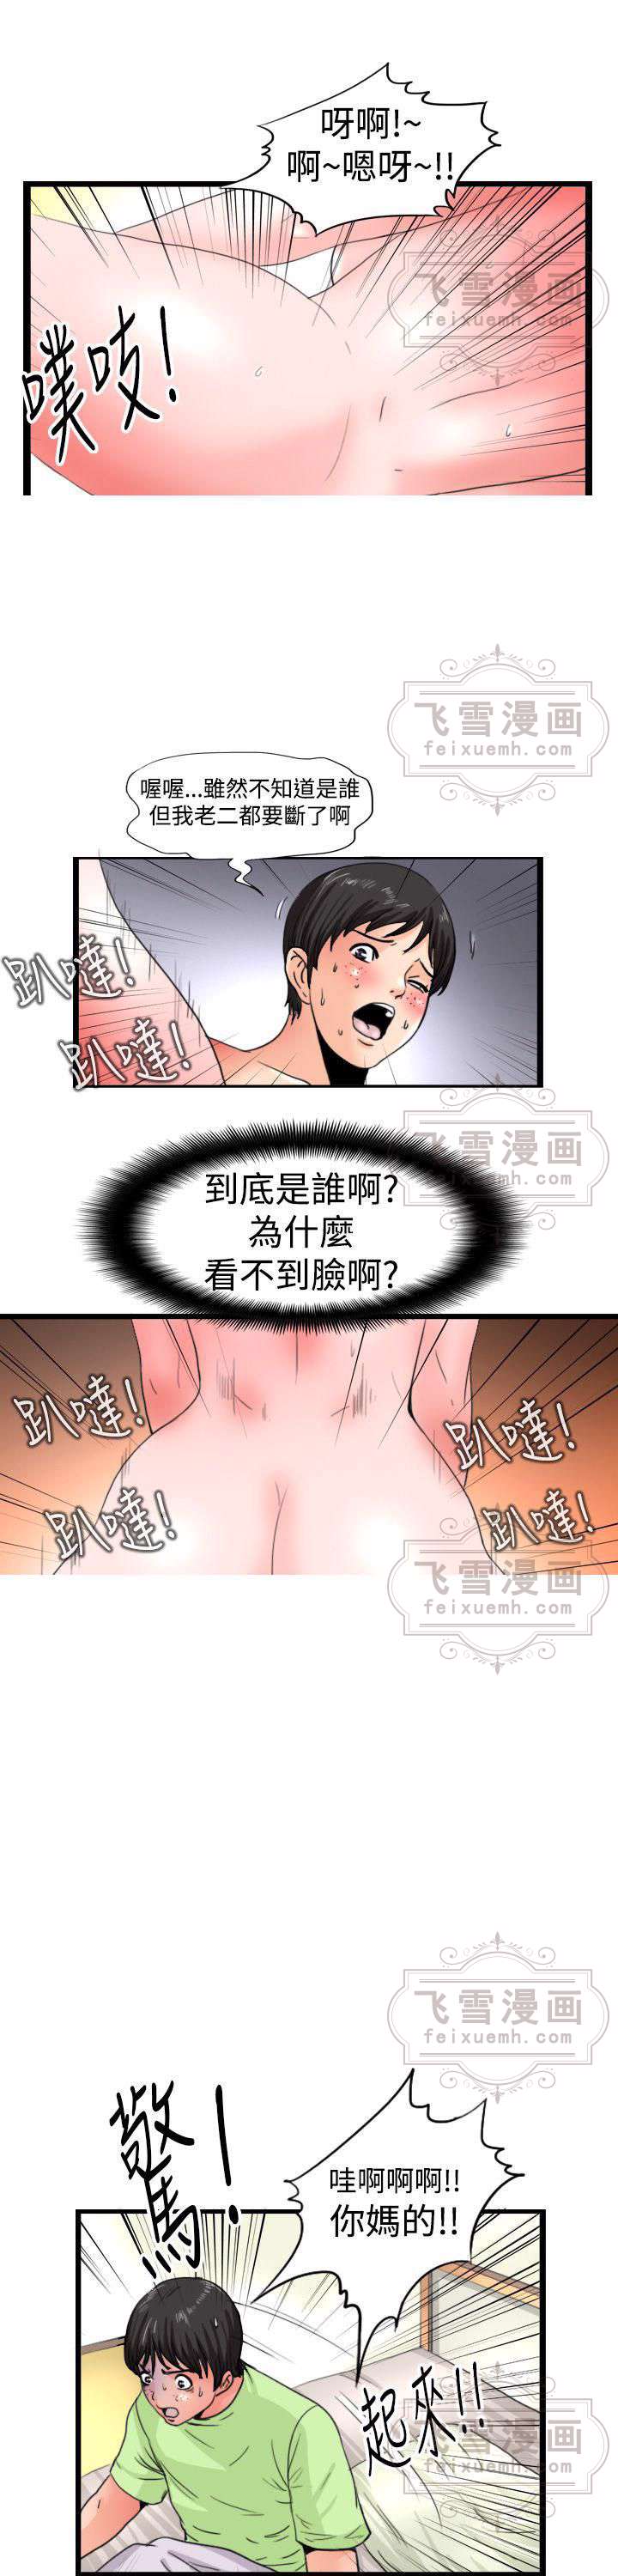 呀啊!~
啊~嗯呀~!!
飞雪漫画
feixuemh.com
噗吱!
飞雪漫画
feixuemh.com
喔喔...雖然不知道是誰
但我老二都要斷了啊
趴噠!
趴噠!
飞雪漫画
feixuemh.com
到底是誰啊?
為什麼
看不到臉啊?
趴噠!
趴噠!
趴噠!
趴噠!
飞雪漫画
feixuemh.com
飞雪漫画
feixuemh.com
驚!
哇啊啊啊!!
你媽的!!
起來!!
飞雪漫画
feixuemh.com